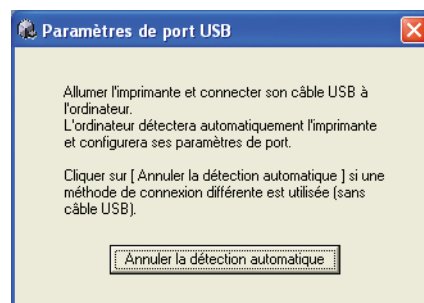 Paramètres de port USB
Allumer l'imprimante et connecter son câble USB à
l'ordinateur.
L'ordinateur détectera automatiquement l'imprimante
et configurera ses paramètres de port.
Cliquer sur [ Annuler la détection automatique ] si une
méthode de connexion différente est utilisée (sans
câble USB).
Annuler la détection automatique